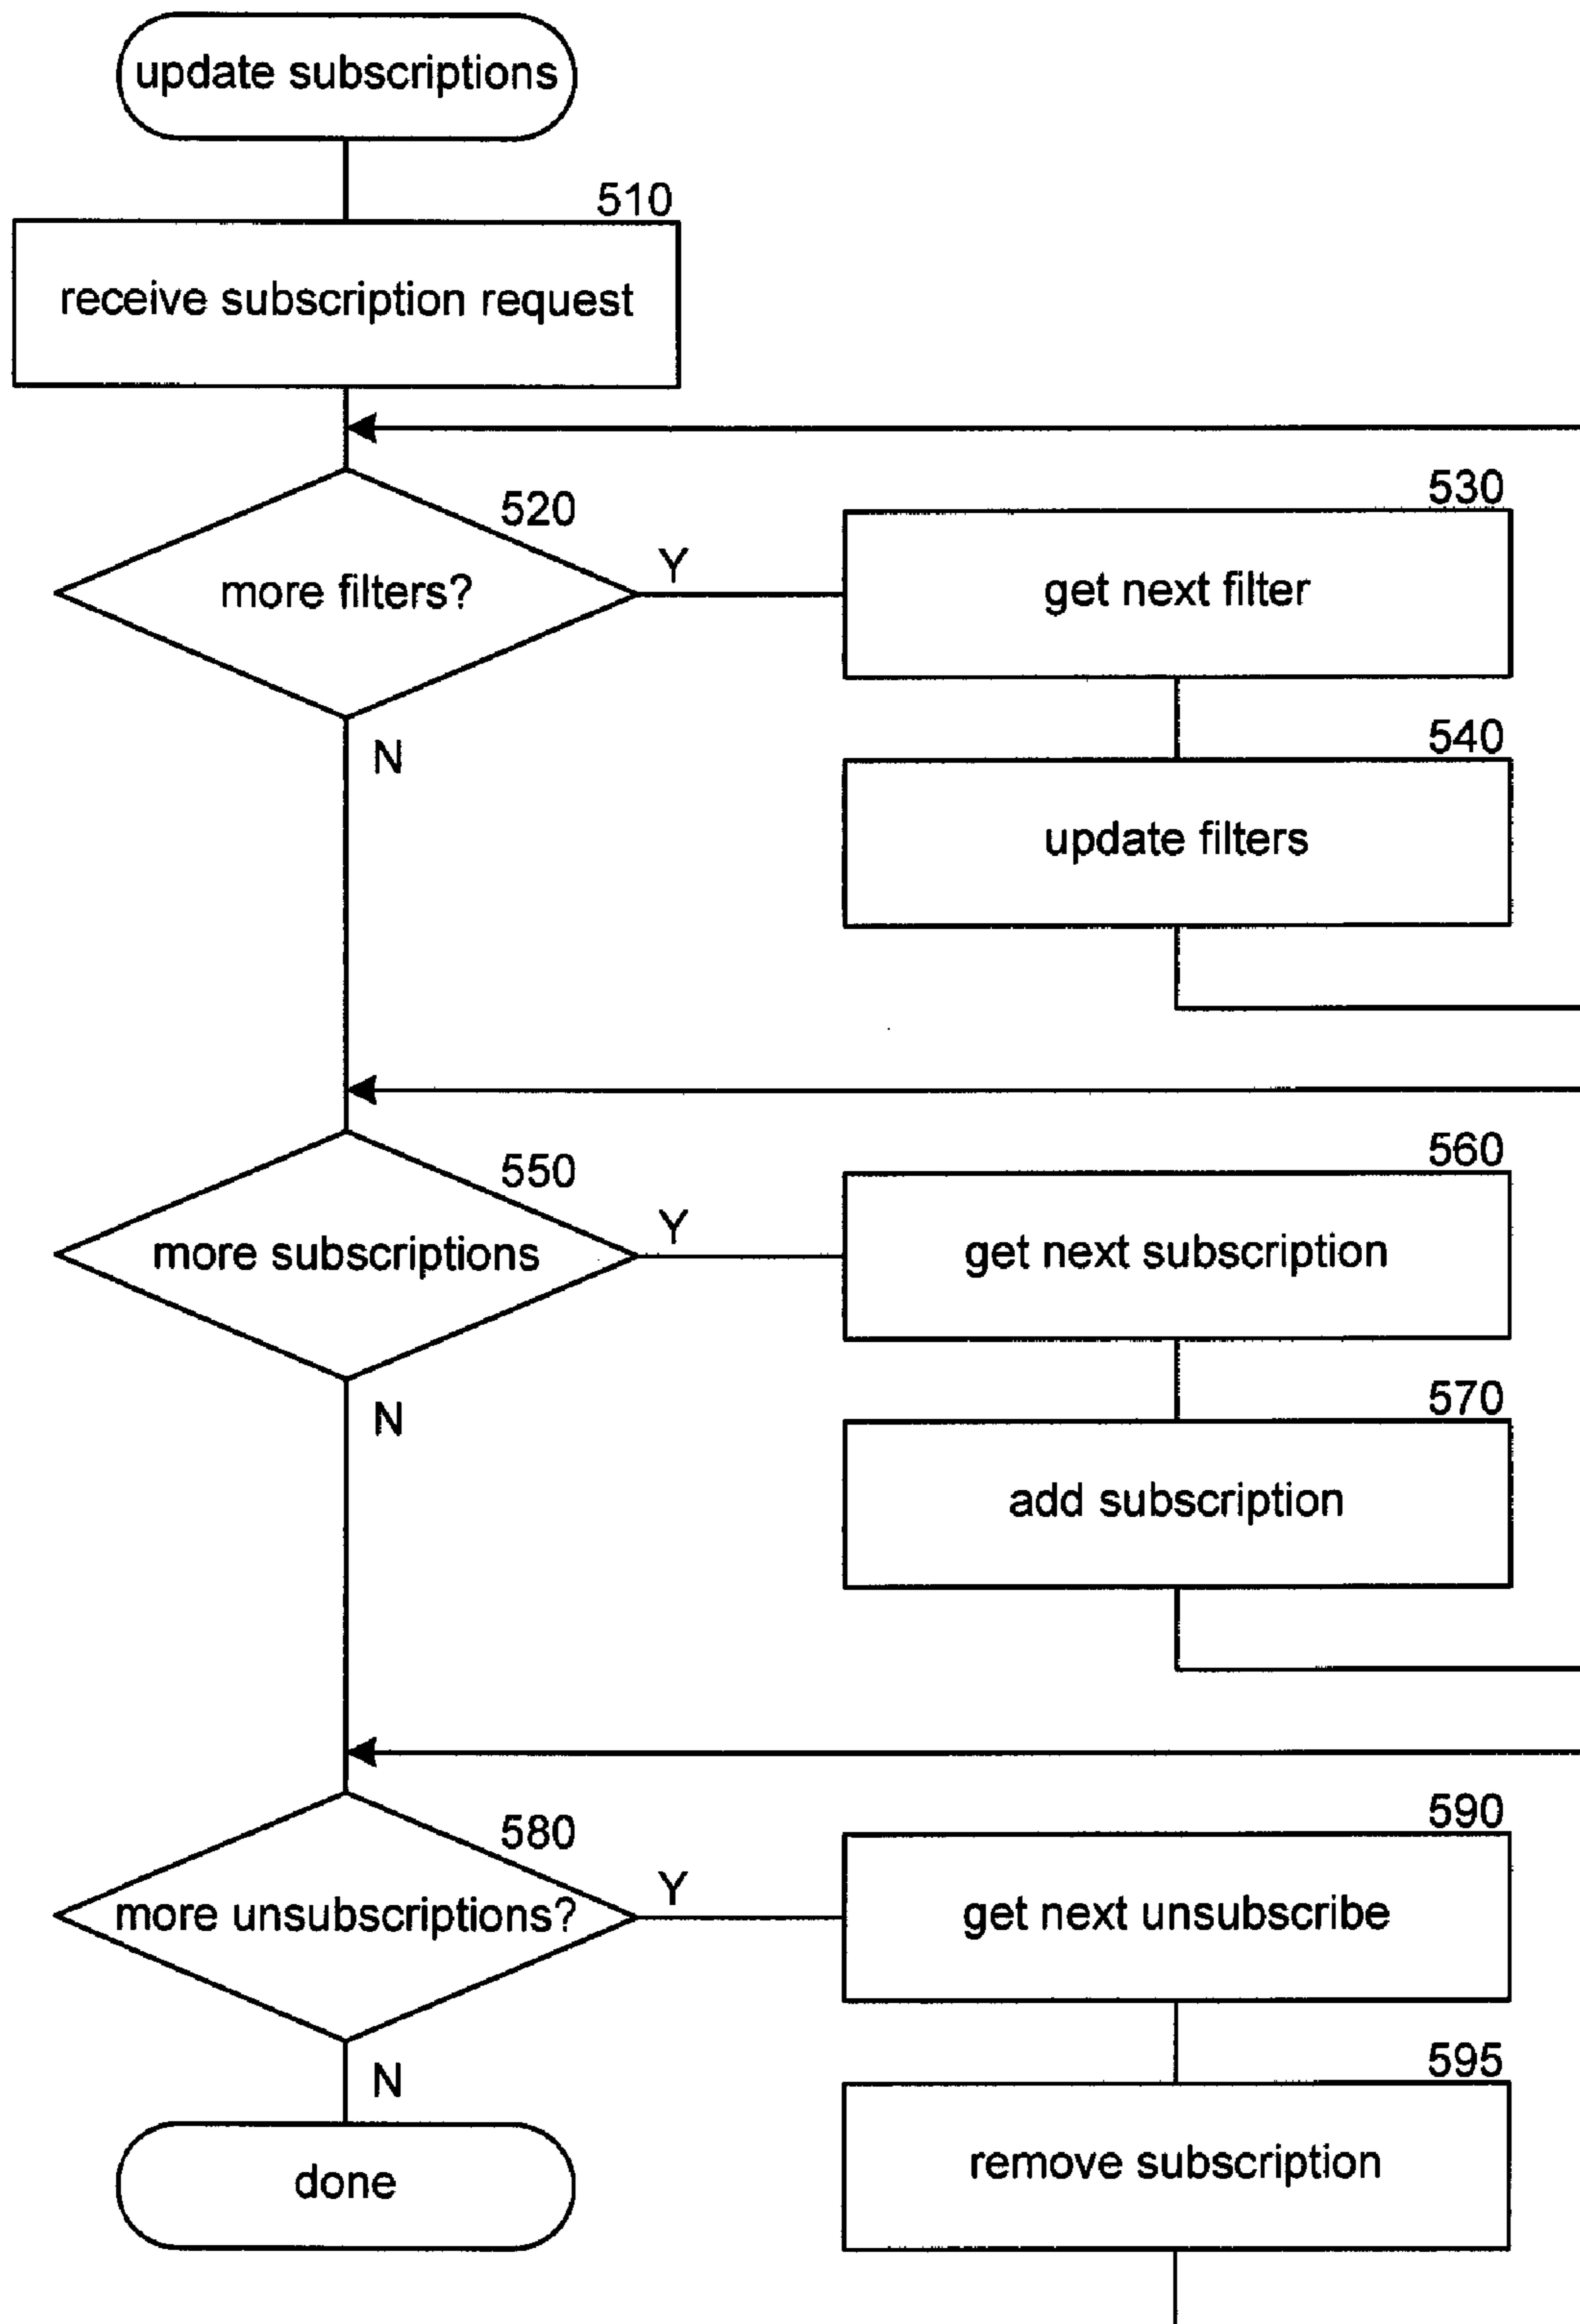 update subscriptions
510
receive subscription request
520
more filters?
Y
N
530
get next filter
540
update filters
550
more subscriptions
Y
N
560
get next subscription
570
add subscription
580
more unsubscriptions?
Y
N
590
get next unsubscribe
595
remove subscription
done